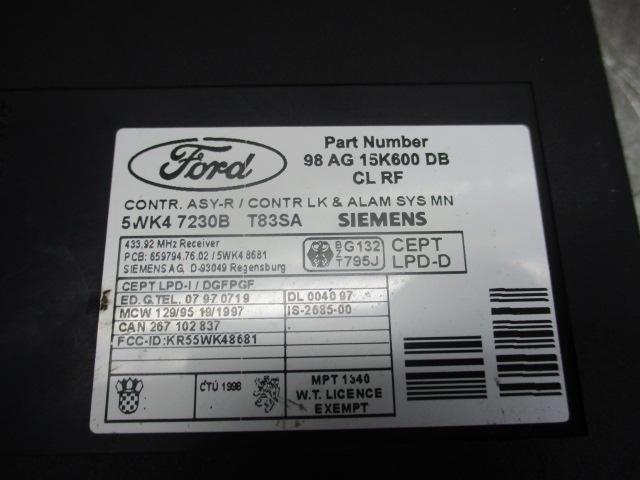 Ford
Part Number
98 AG 15K600 DB
CL RF
CONTR. ASY-R / CONTR LK & ALAM SYS MN
5WK4 7230B T83SA SIEMENS
433.92 MHz Receiver
PCB: 659794.76.02 / 5WK4 8681
SIEMENS AG, D-93049 Regensburg
BZT
G132
795J
CEPT
LPD-D
CEPT LPD-I / DGFPGF
ED.G.TEL. 07 97 0719
DL 0040 97
MCW 129/95 19/1997
IS-2685-00
CAN 267 102 837
FCC-ID:KR55WK48681
CTÜ 1998
MPT 1340
W.T. LICENCE
EXEMPT